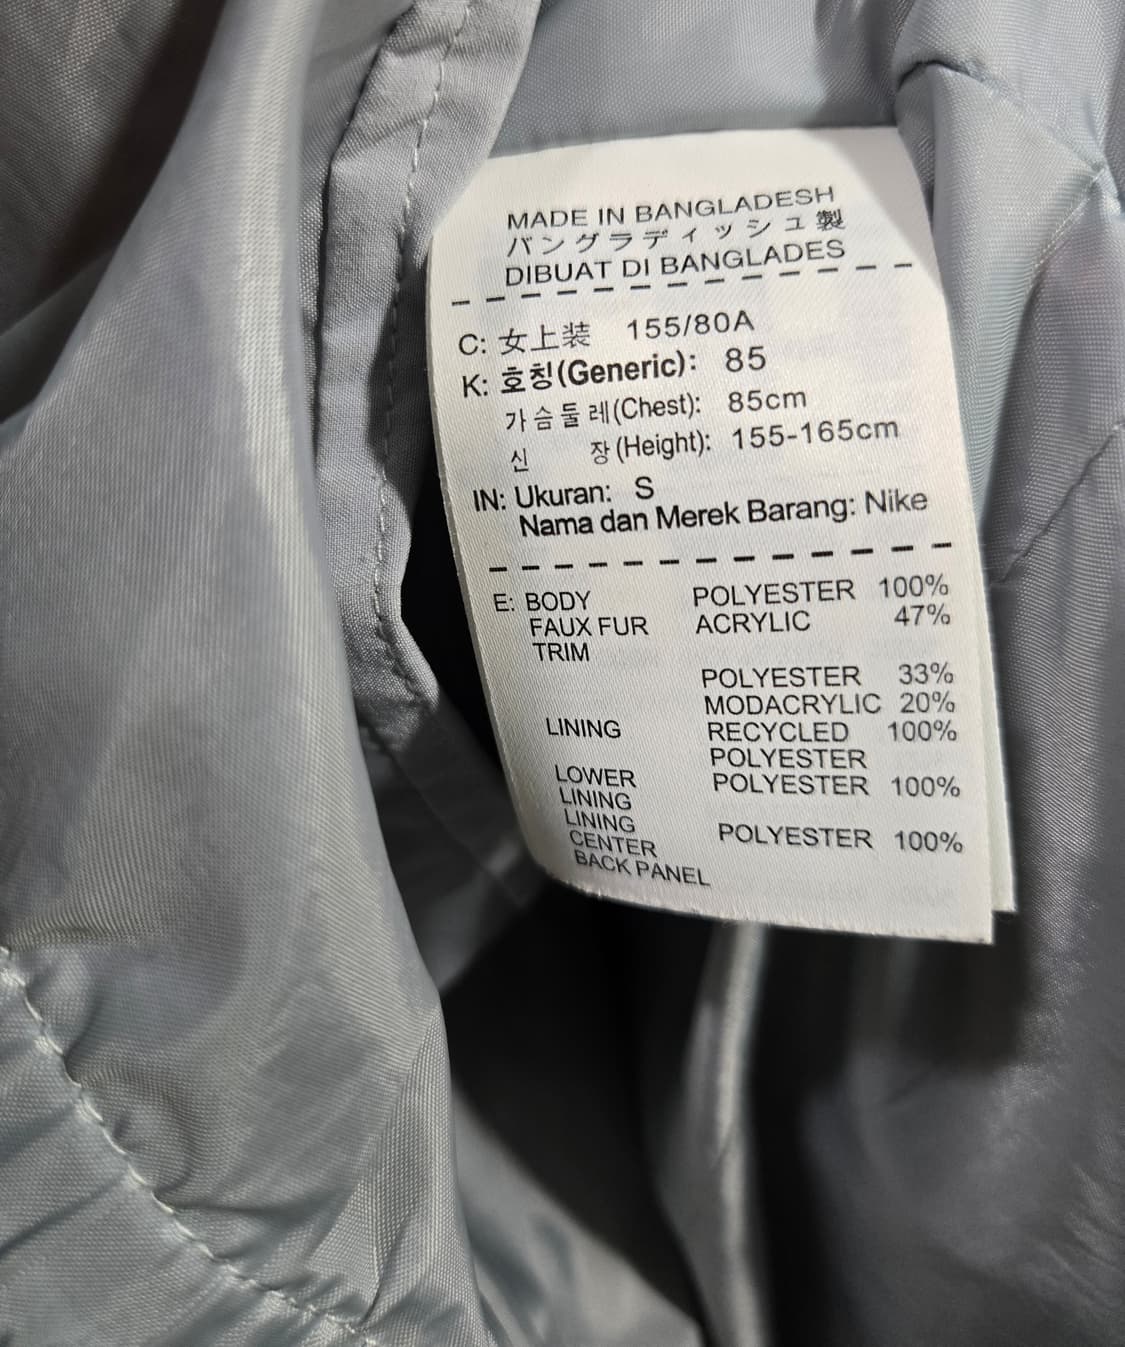 MADE IN BANGLADESH
バングラディッシュ製
DIBUAT DI BANGLADES
C: 女上装 155/80A
K: 호칭(Generic): 85
가슴둘레(Chest): 85cm
신 장(Height): 155-165cm
IN: Ukuran: S
Nama dan Merek Barang: Nike
E: BODY POLYESTER 100%
FAUX FUR ACRYLIC 47%
TRIM
POLYESTER 33%
MODACRYLIC 20%
LINING RECYCLED 100%
POLYESTER
LOWER POLYESTER 100%
LINING
LINING POLYESTER 100%
CENTER
BACK PANEL